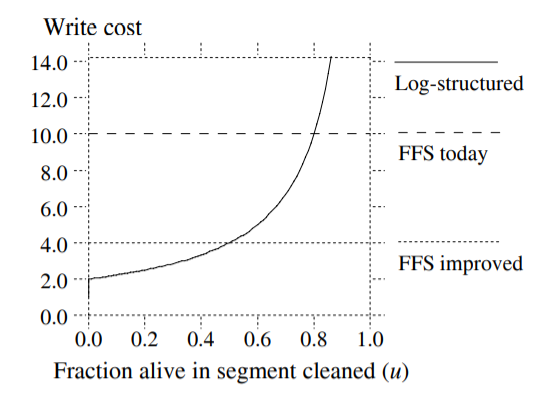 Write cost
14.0
Log-structured
12.0
10.0
FFS today
8.0
6.0
4.0
FFS improved
2.0
0.0
0.0 0.2 0.4 0.6 0.8 1.0
Fraction alive in segment cleaned (u)